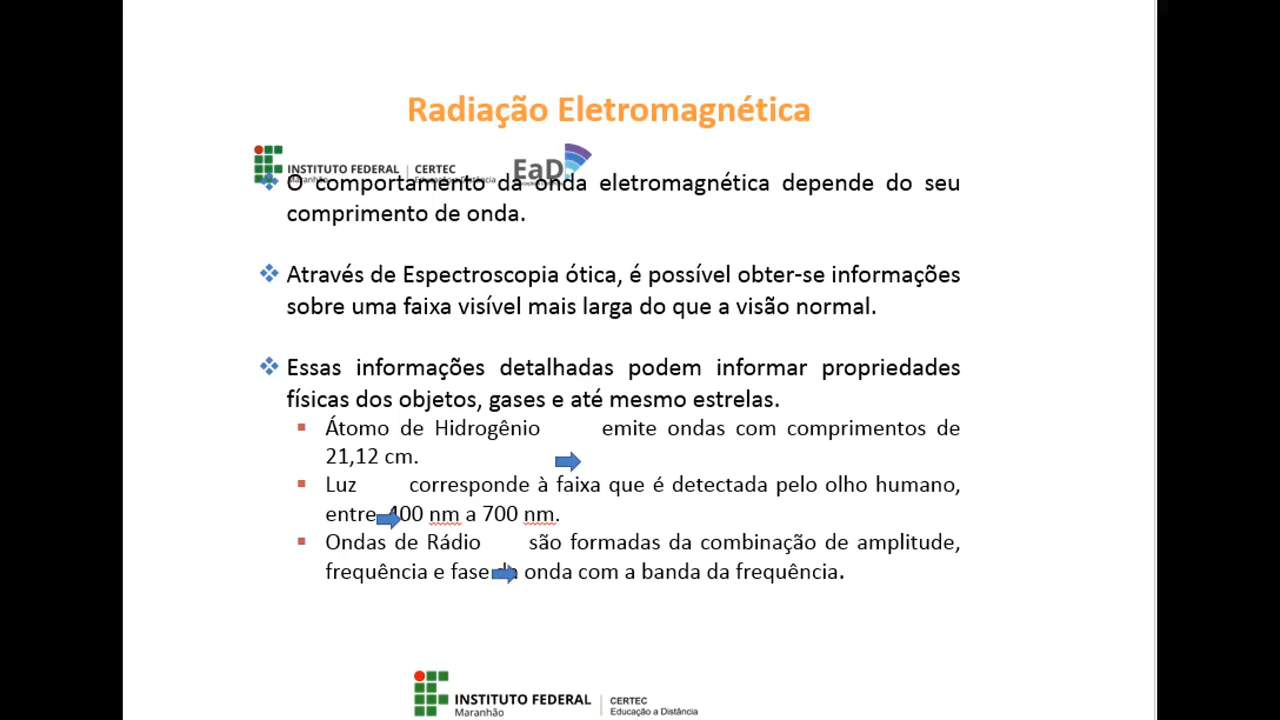 Radiação Eletromagnética
INSTITUTO FEDERAL CERTEC EaD
Maranhão
O comportamento da onda eletromagnética depende do seu
comprimento de onda.
Através de Espectroscopia ótica, é possível obter-se informações
sobre uma faixa visível mais larga do que a visão normal.
Essas informações detalhadas podem informar propriedades
físicas dos objetos, gases e até mesmo estrelas.
Átomo de Hidrogênio emite ondas com comprimentos de
21,12 cm.
Luz corresponde à faixa que é detectada pelo olho humano,
entre 400 nm a 700 nm.
Ondas de Rádio são formadas da combinação de amplitude,
frequência e fase da onda com a banda da frequência.
INSTITUTO FEDERAL CERTEC
Maranhão Educação a Distância